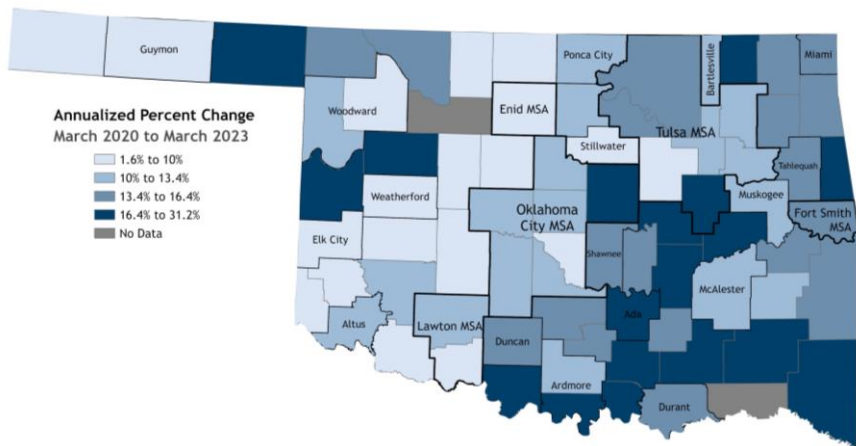 Annualized Percent Change
March 2020 to March 2023
1.6% to 10%
10% to 13.4%
13.4% to 16.4%
16.4% to 31.2%
No Data
Guymon
Woodward
Enid MSA
Ponca City
Bartlesville
Miami
Tulsa MSA
Stillwater
Tahlequah
Weatherford
Muskogee
Oklahoma
City MSA
Fort Smith
MSA
Elk City
Shawnee
McAlester
Altus
Lawton MSA
Ada
Duncan
Ardmore
Durant